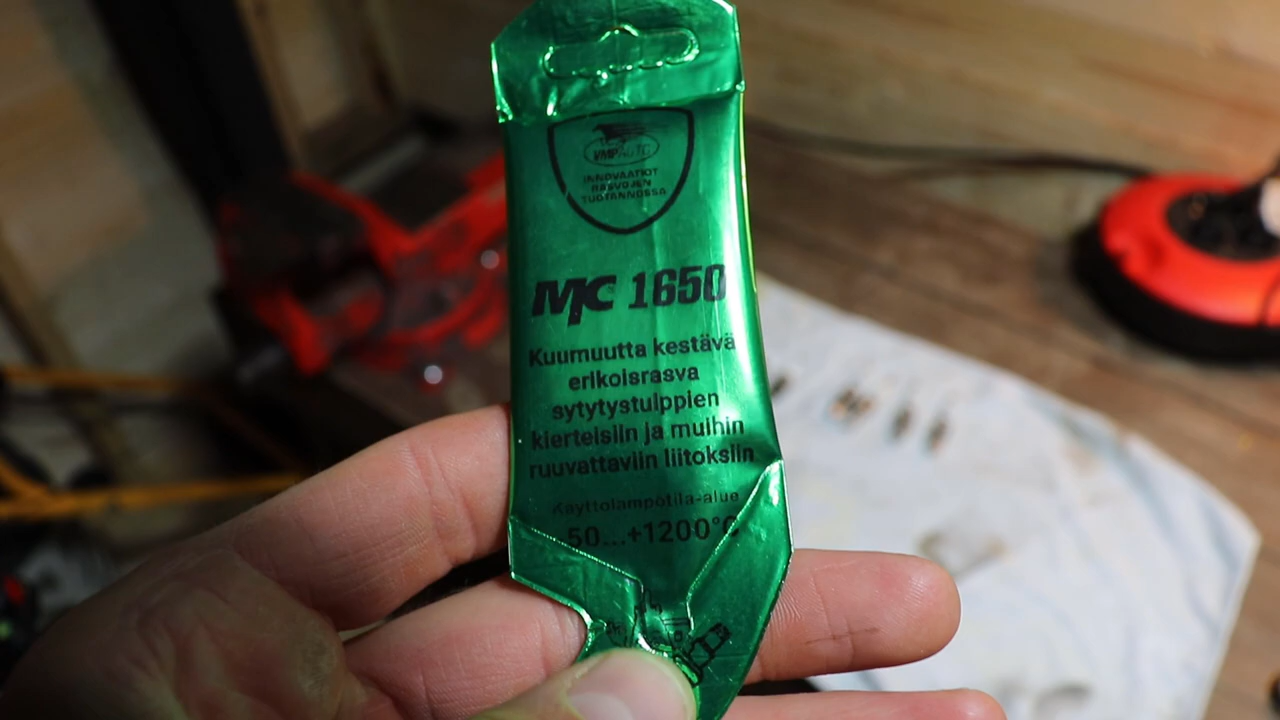 VMPAUTO
INNOVAATIOT
RASVOJEN
TUOTANNOSSA
MC 1650
Kuumuutta kestävä
erikoisrasva
sytytystulppien
kierteisiin ja muihin
ruuvattaviin liitoksiin
Käyttölämpötila-alue
-50...+1200°C